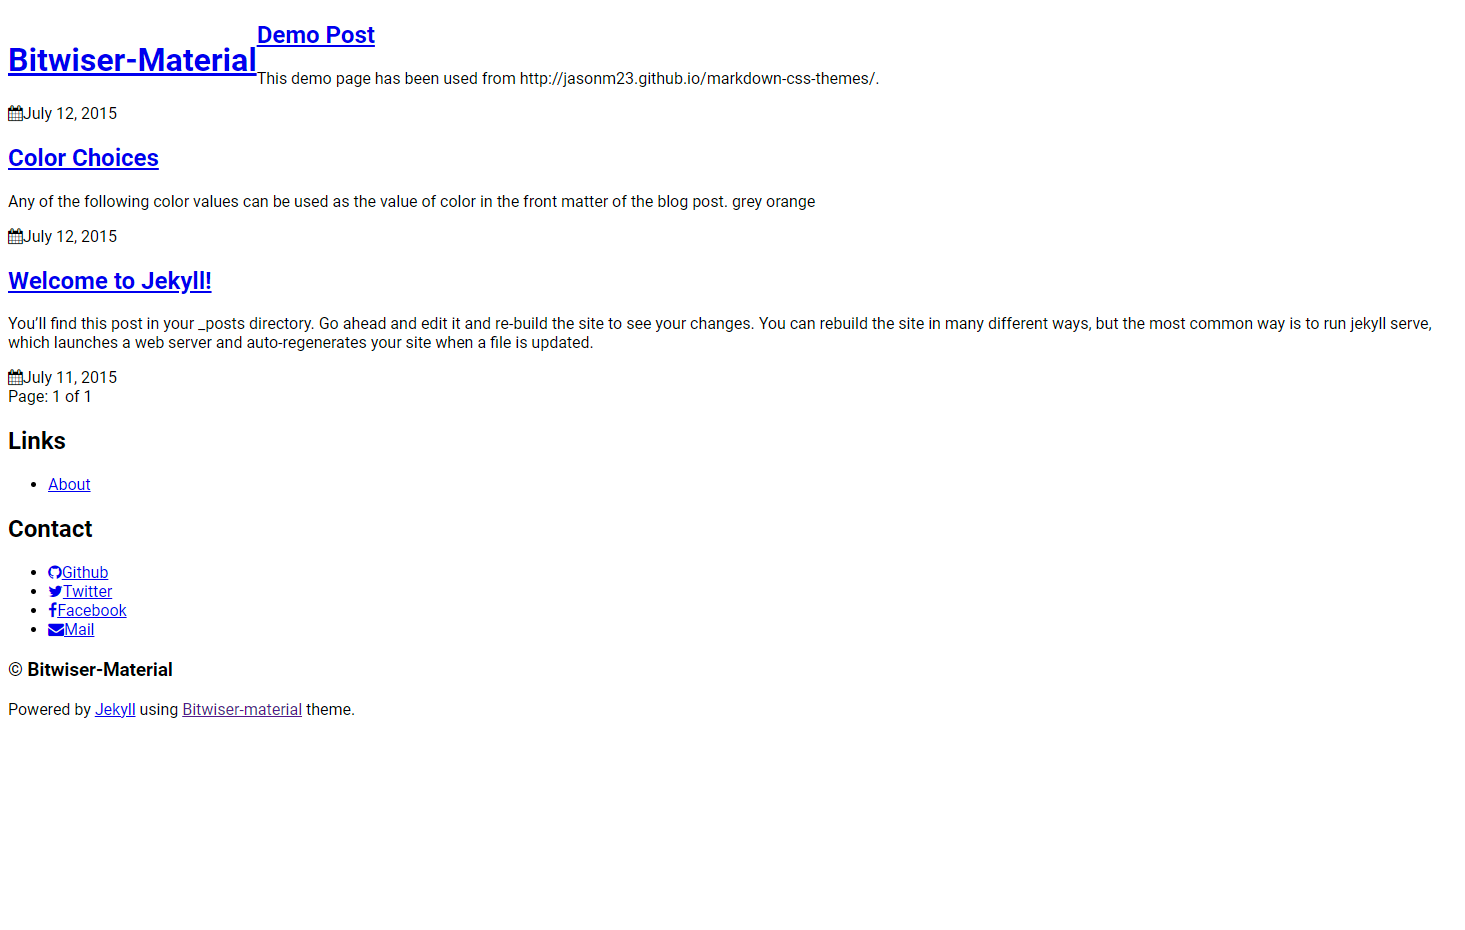 Bitwiser-Material
Demo Post
This demo page has been used from http://jasonm23.github.io/markdown-css-themes/.
July 12, 2015
Color Choices
Any of the following color values can be used as the value of color in the front matter of the blog post. grey orange
July 12, 2015
Welcome to Jekyll!
You’ll find this post in your _posts directory. Go ahead and edit it and re-build the site to see your changes. You can rebuild the site in many different ways, but the most common way is to run jekyll serve,
which launches a web server and auto-regenerates your site when a file is updated.
July 11, 2015
Page: 1 of 1
Links
About
Contact
Github
Twitter
Facebook
Mail
© Bitwiser-Material
Powered by Jekyll using Bitwiser-material theme.